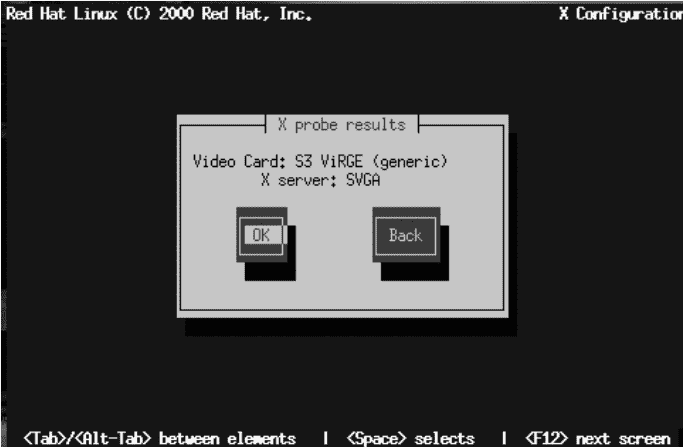 Red Hat Linux (C) 2000 Red Hat, Inc. X Configuration
X probe results
Video Card: S3 ViRGE (generic)
X server: SVGA
OK Back
<Tab>/<Alt-Tab> between elements | <Space> selects | <F12> next screen